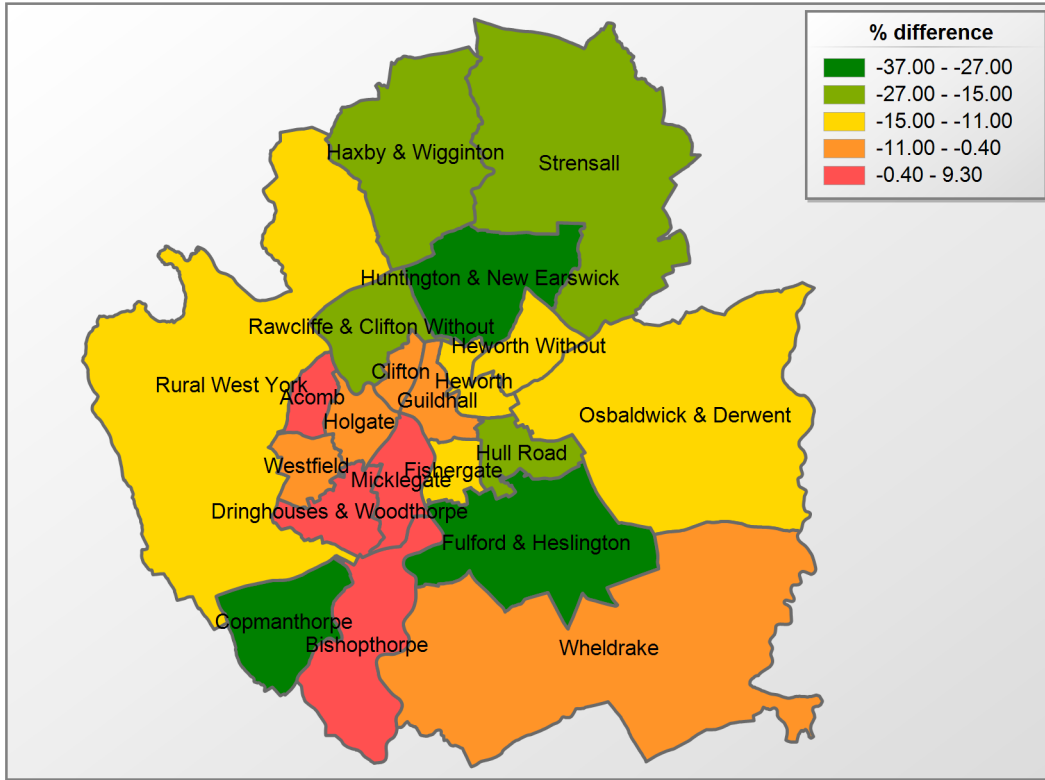 % difference
-37.00 - -27.00
-27.00 - -15.00
-15.00 - -11.00
-11.00 - -0.40
-0.40 - 9.30
Haxby & Wigginton
Strensall
Huntington & New Earswick
Rawcliffe & Clifton Without
Heworth Without
Clifton
Heworth
Rural West York
Acomb
Guildhall
Osbaldwick & Derwent
Holgate
Hull Road
Westfield
Fishergate
Micklegate
Dringhouses & Woodthorpe
Fulford & Heslington
Copmanthorpe
Bishopthorpe
Wheldrake